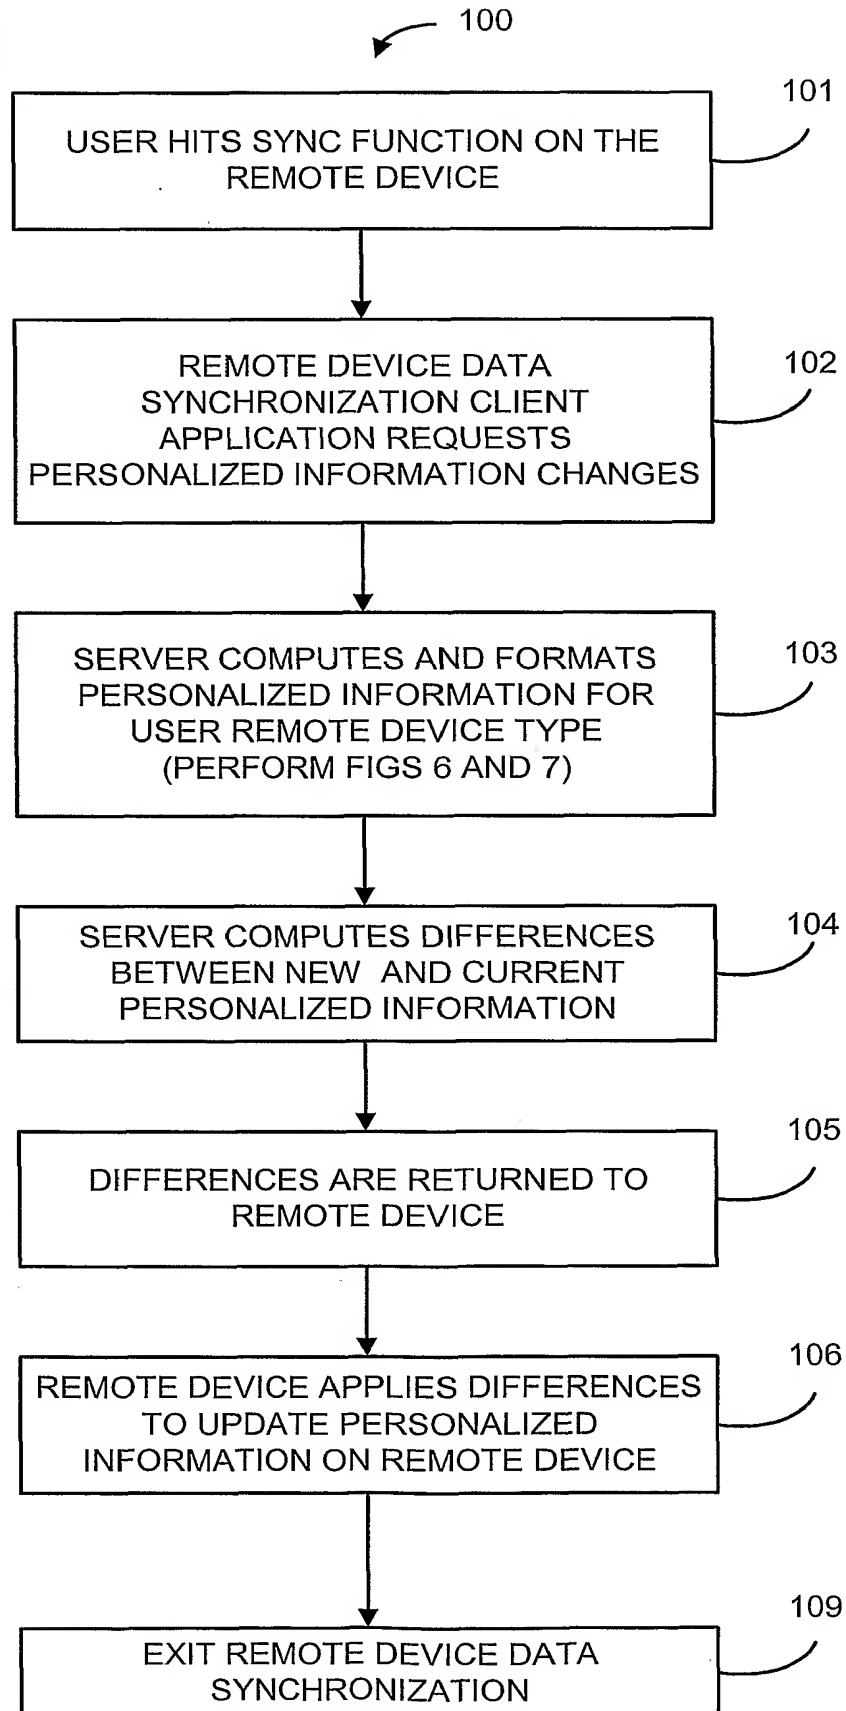 100
101
USER HITS SYNC FUNCTION ON THE
REMOTE DEVICE
102
REMOTE DEVICE DATA
SYNCHRONIZATION CLIENT
APPLICATION REQUESTS
PERSONALIZED INFORMATION CHANGES
103
SERVER COMPUTES AND FORMATS
PERSONALIZED INFORMATION FOR
USER REMOTE DEVICE TYPE
(PERFORM FIGS 6 AND 7)
104
SERVER COMPUTES DIFFERENCES
BETWEEN NEW AND CURRENT
PERSONALIZED INFORMATION
105
DIFFERENCES ARE RETURNED TO
REMOTE DEVICE
106
REMOTE DEVICE APPLIES DIFFERENCES
TO UPDATE PERSONALIZED
INFORMATION ON REMOTE DEVICE
109
EXIT REMOTE DEVICE DATA
SYNCHRONIZATION